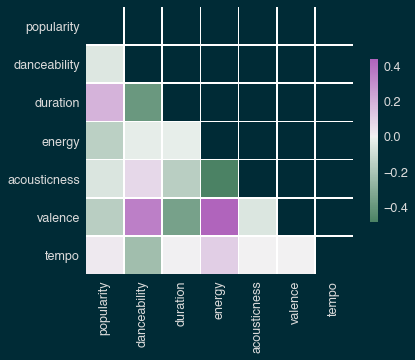 popularity
danceability
duration
energy
acousticness
valence
tempo
popularity
danceability
duration
energy
acousticness
valence
tempo
0.4
0.2
0.0
−0.2
−0.4